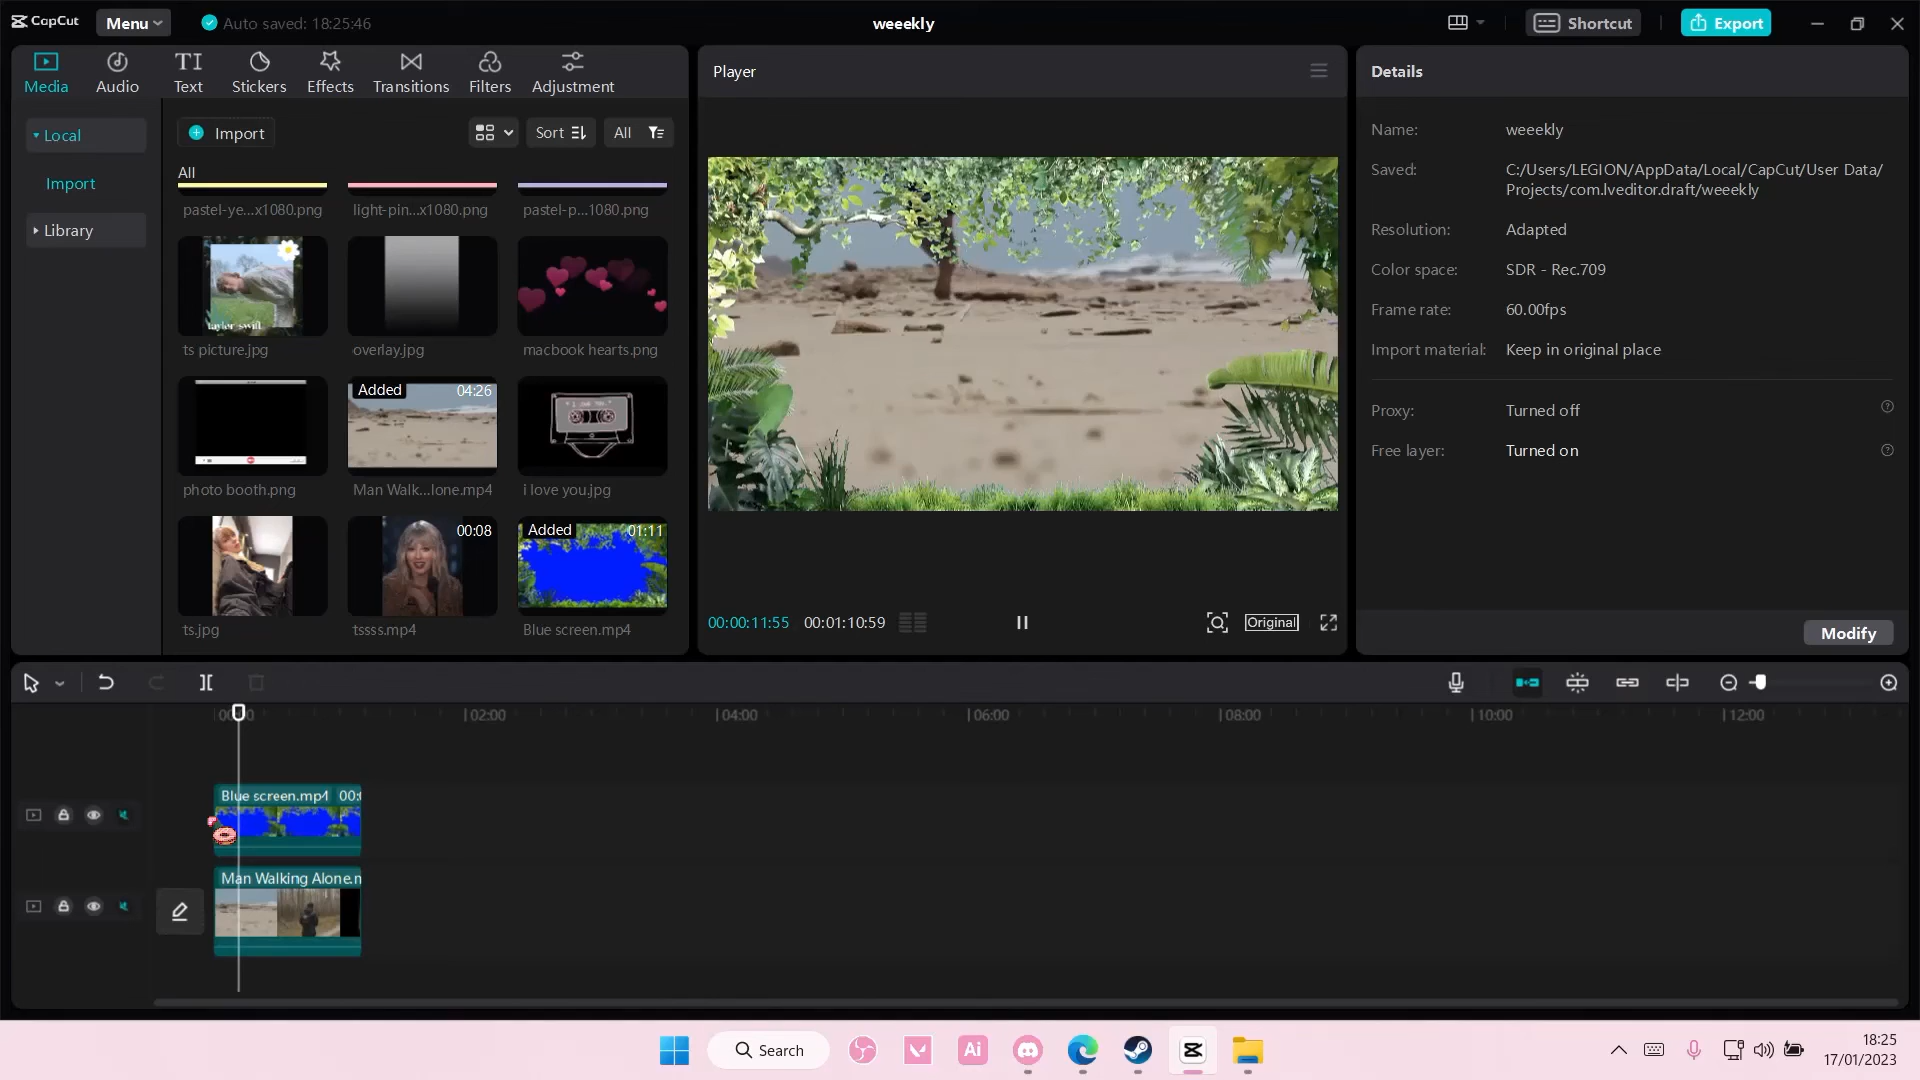 CapCut
Menu
Auto saved: 18:25:46
weeekly
Shortcut
Export
Media
Audio
TI
Text
Stickers
Effects
Transitions
Filters
Adjustment
Local
Import
Library
Import
Sort
All
All
pastel-ye...x1080.png
light-pin...x1080.png
pastel-p...1080.png
taylor swift
ts picture.jpg
overlay.jpg
macbook hearts.png
Added
04:26
photo booth.png
Man Walk...lone.mp4
i love you.jpg
00:08
Added
01:11
ts.jpg
tssss.mp4
Blue screen.mp4
Player
00:00:11:55
00:01:10:59
Original
Details
Name:
weeekly
Saved:
C:/Users/LEGION/AppData/Local/CapCut/User Data/
Projects/com.lveditor.draft/weeekly
Resolution:
Adapted
Color space:
SDR - Rec.709
Frame rate:
60.00fps
Import material:
Keep in original place
Proxy:
Turned off
Free layer:
Turned on
Modify
02:00
04:00
06:00
08:00
10:00
12:00
Blue screen.mp4
Man Walking Alone.m
Search
Ai
18:25
17/01/2023